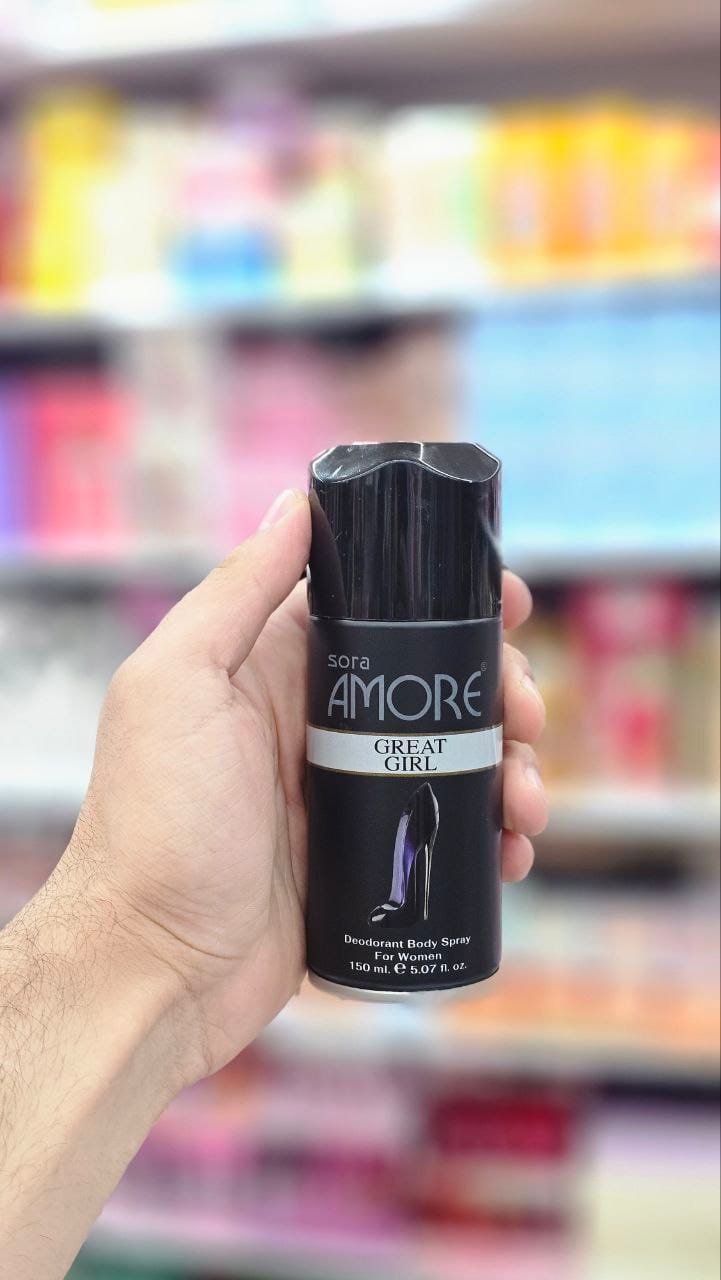 sora
AMORE®
GREAT
GIRL
Deodorant Body Spray
For Women
150 ml. ℮ 5.07 fl. oz.